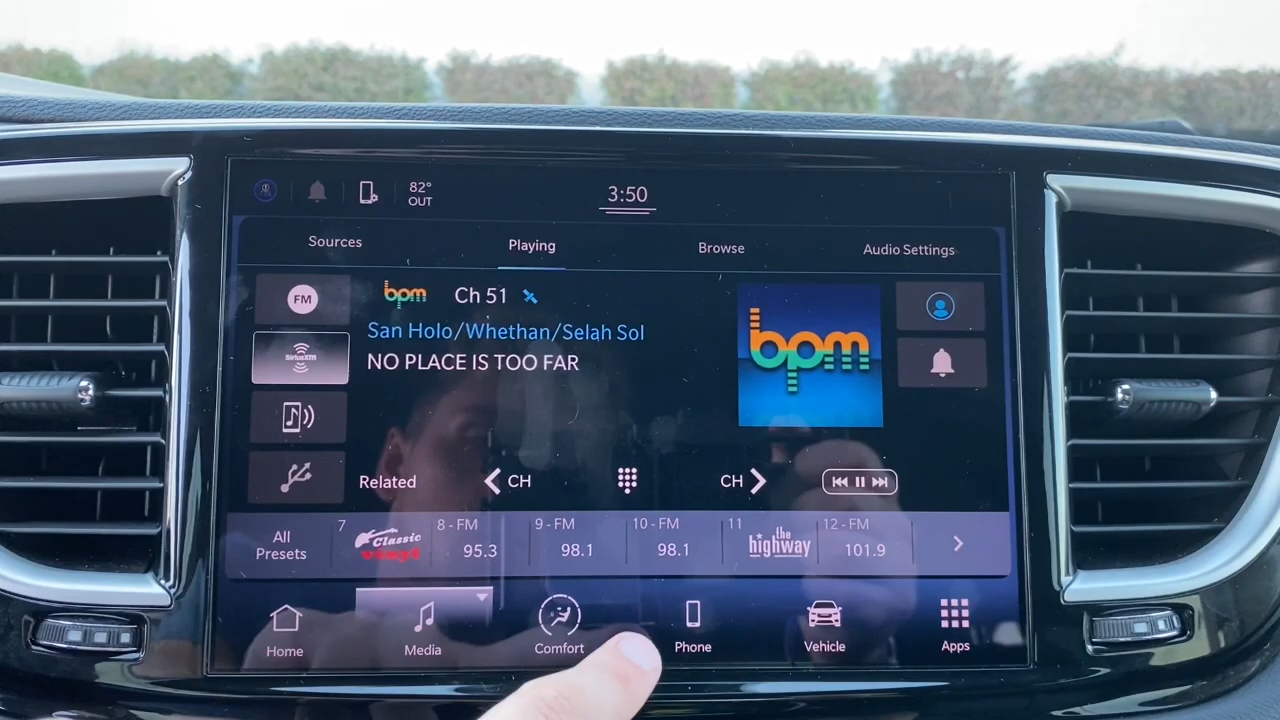 82°
OUT
3:50
Sources
Playing
Browse
Audio Settings
FM
bpm
Ch 51
SiriusXM
San Holo/Whethan/Selah Sol
NO PLACE IS TOO FAR
bpm
Related
CH
CH
All
Presets
7
Classic
vinyl
8 - FM
95.3
9 - FM
98.1
10 - FM
98.1
11
the
highway
12 - FM
101.9
Home
Media
Comfort
Phone
Vehicle
Apps